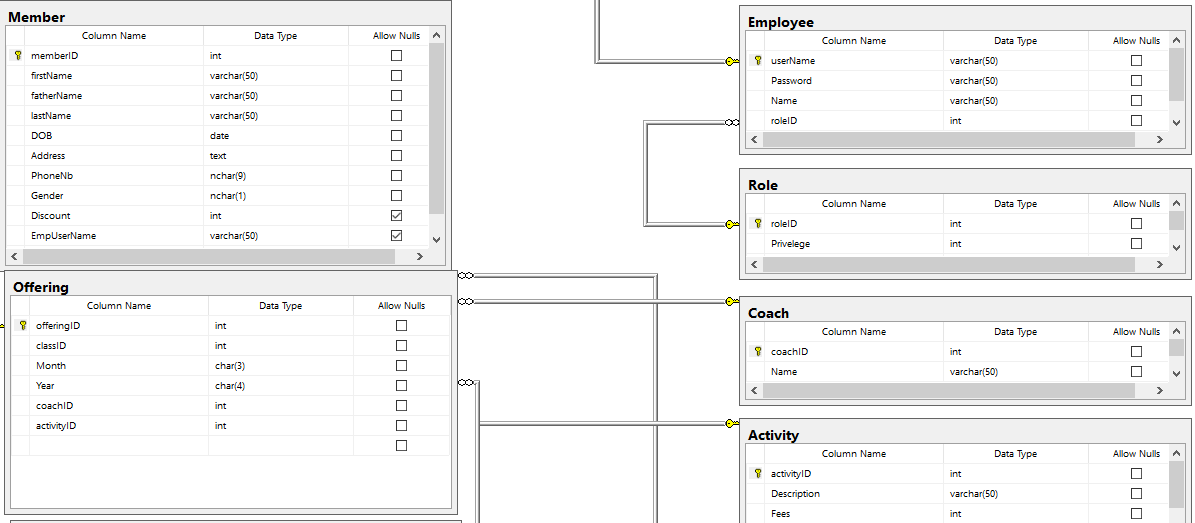 Member
Column Name Data Type Allow Nulls
memberID int
firstName varchar(50)
fatherName varchar(50)
lastName varchar(50)
DOB date
Address text
PhoneNb nchar(9)
Gender nchar(1)
Discount int
EmpUserName varchar(50)
Offering
Column Name Data Type Allow Nulls
offeringID int
classID int
Month char(3)
Year char(4)
coachID int
activityID int
Employee
Column Name Data Type Allow Nulls
userName varchar(50)
Password varchar(50)
Name varchar(50)
roleID int
Role
Column Name Data Type Allow Nulls
roleID int
Privelege int
Coach
Column Name Data Type Allow Nulls
coachID int
Name varchar(50)
Activity
Column Name Data Type Allow Nulls
activityID int
Description varchar(50)
Fees int